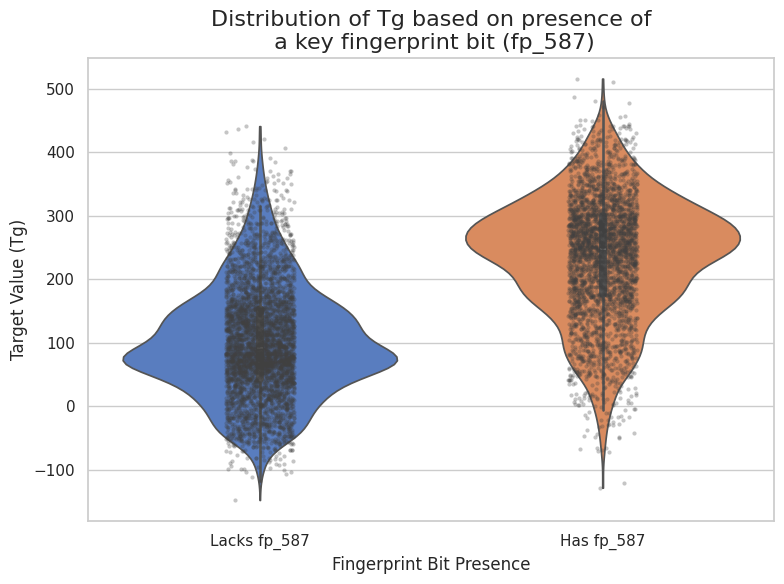 Distribution of Tg based on presence of
a key fingerprint bit (fp_587)
Target Value (Tg)
500
400
300
200
100
0
−100
Lacks fp_587
Has fp_587
Fingerprint Bit Presence